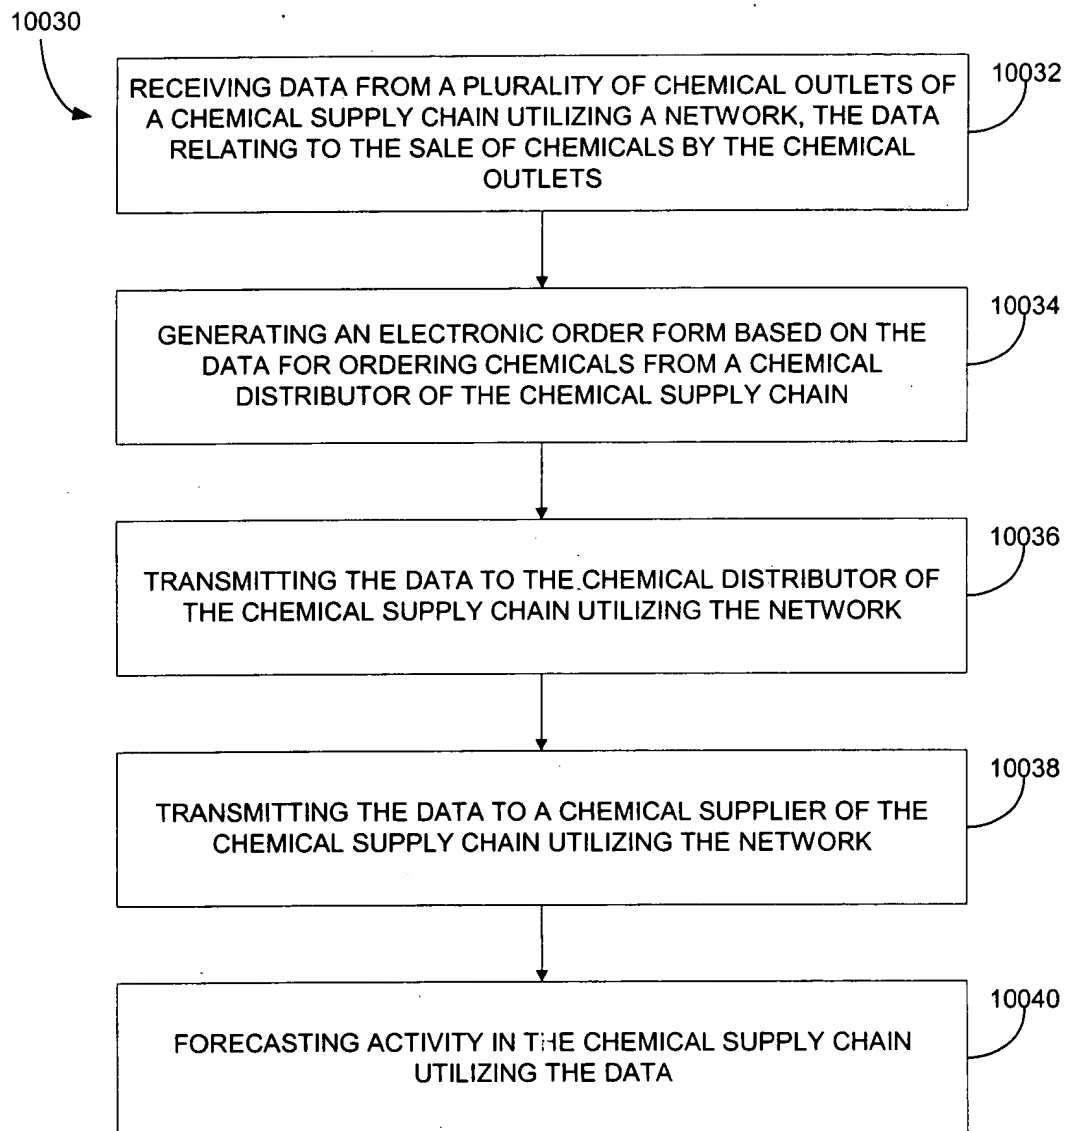 10030
10032
RECEIVING DATA FROM A PLURALITY OF CHEMICAL OUTLETS OF
A CHEMICAL SUPPLY CHAIN UTILIZING A NETWORK, THE DATA
RELATING TO THE SALE OF CHEMICALS BY THE CHEMICAL
OUTLETS
10034
GENERATING AN ELECTRONIC ORDER FORM BASED ON THE
DATA FOR ORDERING CHEMICALS FROM A CHEMICAL
DISTRIBUTOR OF THE CHEMICAL SUPPLY CHAIN
10036
TRANSMITTING THE DATA TO THE CHEMICAL DISTRIBUTOR OF
THE CHEMICAL SUPPLY CHAIN UTILIZING THE NETWORK
10038
TRANSMITTING THE DATA TO A CHEMICAL SUPPLIER OF THE
CHEMICAL SUPPLY CHAIN UTILIZING THE NETWORK
10040
FORECASTING ACTIVITY IN THE CHEMICAL SUPPLY CHAIN
UTILIZING THE DATA